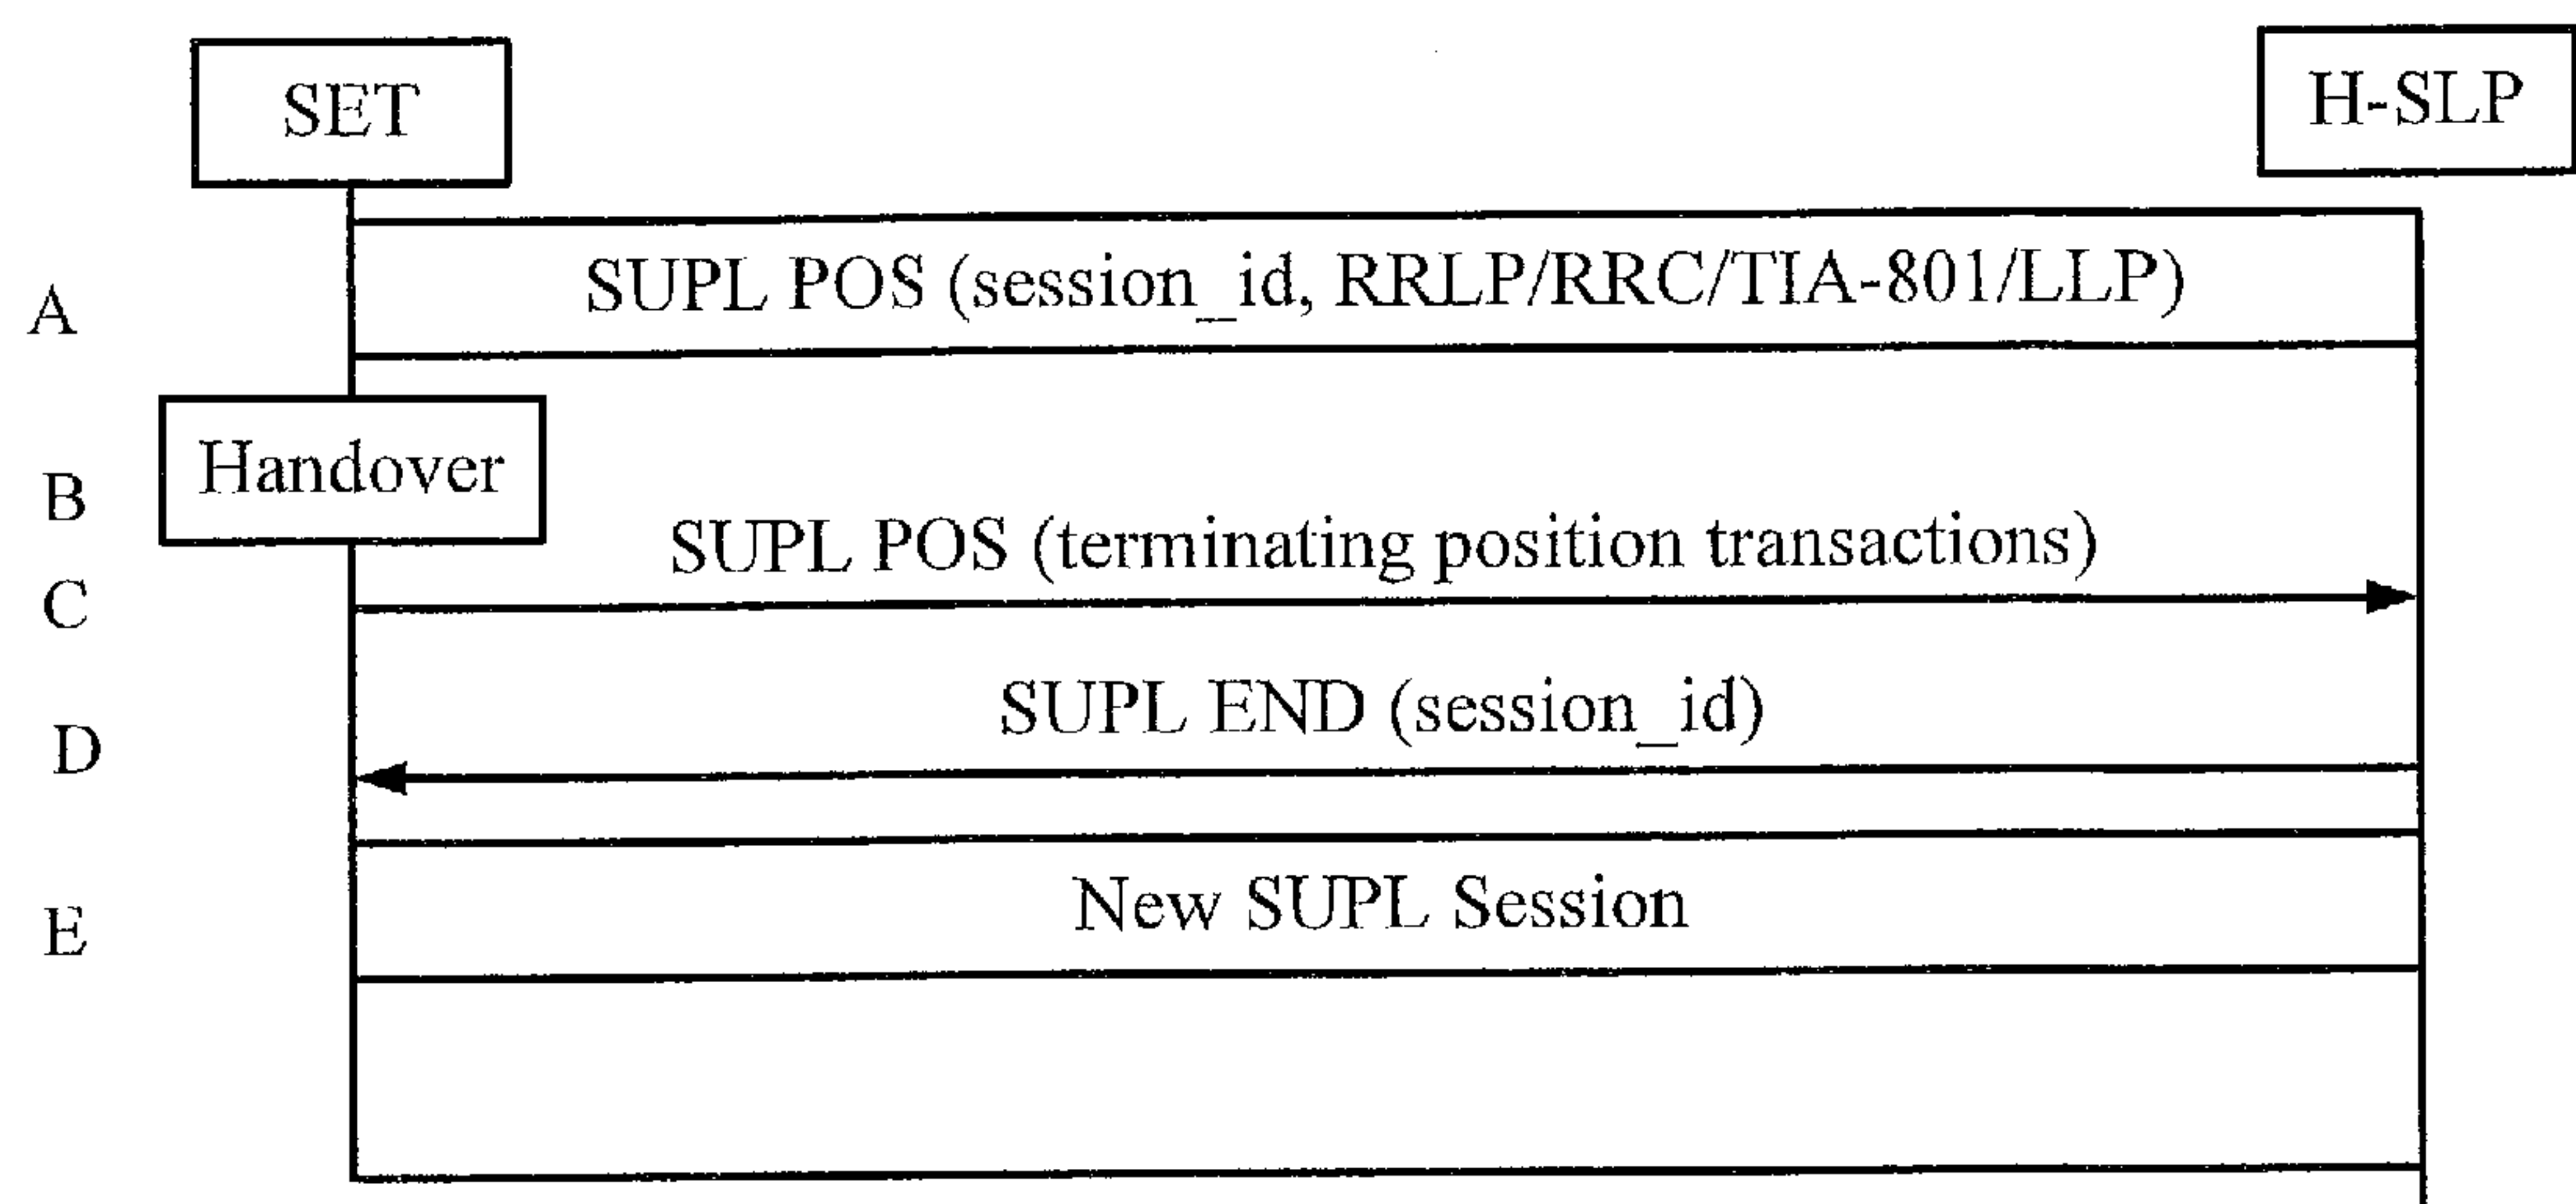 SET
H-SLP
A
SUPL POS (session_id, RRLP/RRC/TIA-801/LLP)
Handover
B
SUPL POS (terminating position transactions)
C
SUPL END (session_id)
D
New SUPL Session
E